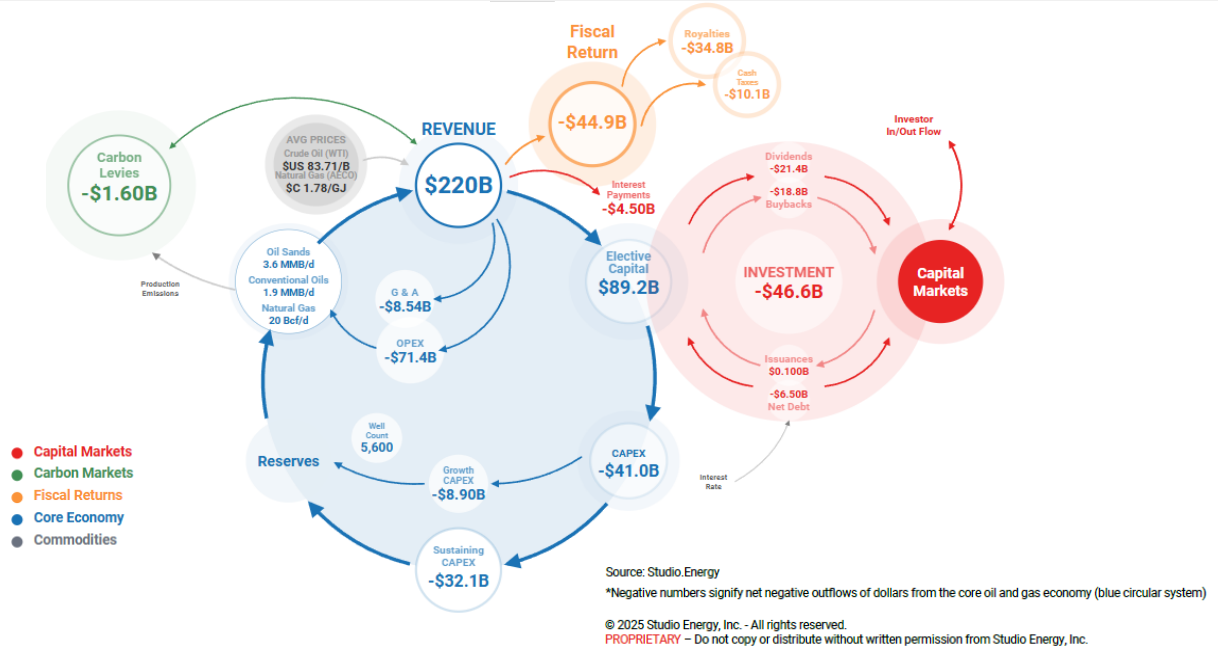 Fiscal
Return
Royalties
-$34.8B
Cash
Taxes
-$10.1B
-$44.9B
REVENUE
$220B
AVG PRICES
Crude Oil (WTI)
$US 83.71/B
Natural Gas (AECO)
$C 1.78/GJ
Carbon
Levies
-$1.60B
Production
Emissions
Oil Sands
3.6 MMB/d
Conventional Oils
1.9 MMB/d
Natural Gas
20 Bcf/d
Interest
Payments
-$4.50B
G & A
-$8.54B
OPEX
-$71.4B
Elective
Capital
$89.2B
Investor
In/Out Flow
Dividends
-$21.4B
-$18.8B
Buybacks
INVESTMENT
-$46.6B
Capital
Markets
Issuances
$0.100B
-$6.50B
Net Debt
Interest
Rate
CAPEX
-$41.0B
Well
Count
5,600
Growth
CAPEX
-$8.90B
Reserves
Sustaining
CAPEX
-$32.1B
Capital Markets
Carbon Markets
Fiscal Returns
Core Economy
Commodities
Source: Studio.Energy
*Negative numbers signify net negative outflows of dollars from the core oil and gas economy (blue circular system)
© 2025 Studio Energy, Inc. - All rights reserved.
PROPRIETARY – Do not copy or distribute without written permission from Studio Energy, Inc.